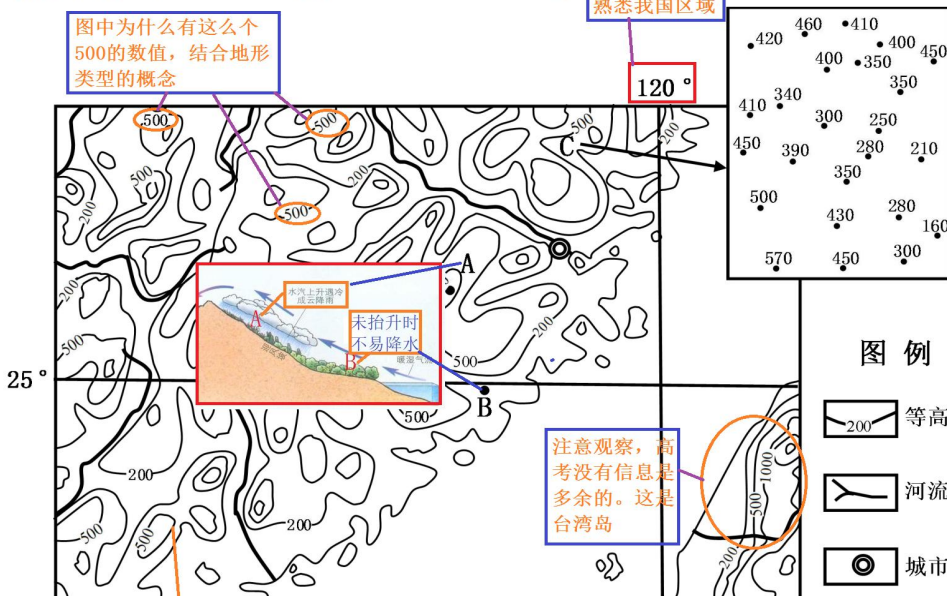 图中为什么有这么个
500的数值，结合地形
类型的概念
熟悉我国区域
120 °
420
460
410
400
450
400
350
350
410
340
300
250
450
390
280
210
350
500
430
280
160
570
450
300
500
500
500
200
C
500
200
200
500
A
水汽上升遇冷
成云降雨
A
未抬升时
不易降水
B
200
200
500
500
25 °
B
500
200
200
500
500
注意观察，高
考没有信息是
多余的。这是
台湾岛
1000
500
200
图 例
200
等高
河流
城市